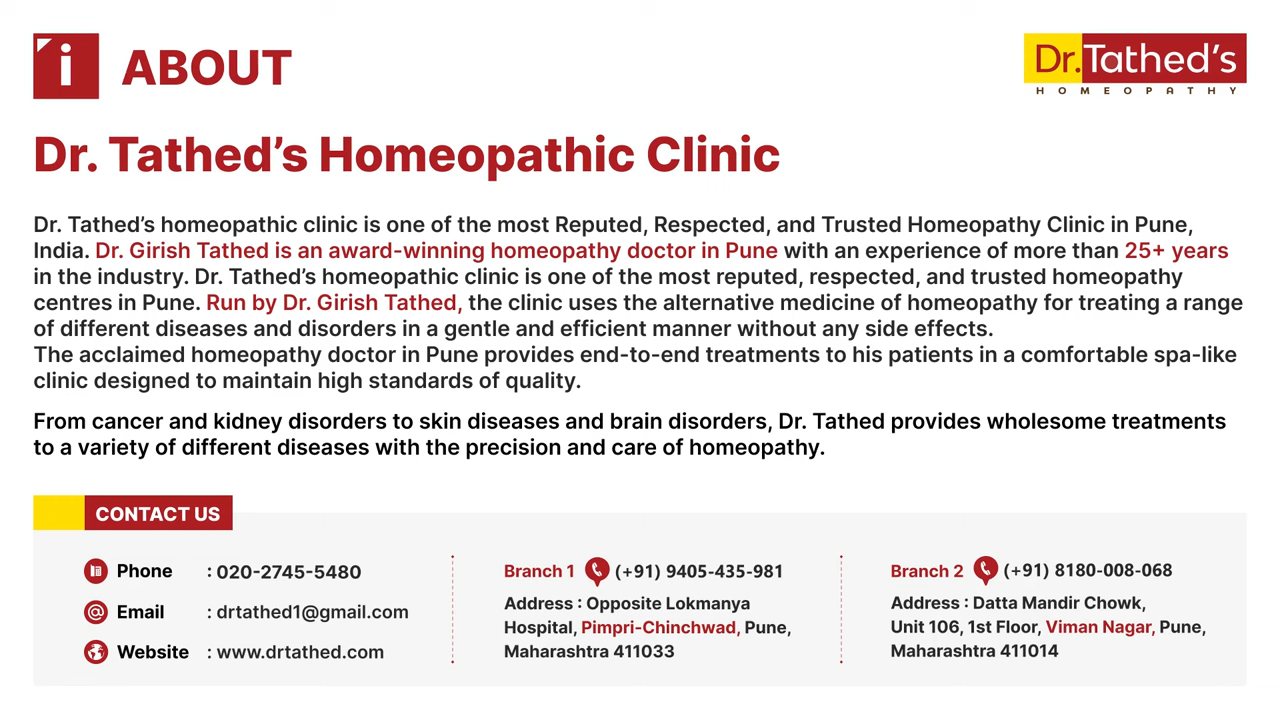 i ABOUT
Dr.Tathed's
HOMEOPATHY
Dr. Tathed’s Homeopathic Clinic
Dr. Tathed’s homeopathic clinic is one of the most Reputed, Respected, and Trusted Homeopathy Clinic in Pune,
India. Dr. Girish Tathed is an award-winning homeopathy doctor in Pune with an experience of more than 25+ years
in the industry. Dr. Tathed’s homeopathic clinic is one of the most reputed, respected, and trusted homeopathy
centres in Pune. Run by Dr. Girish Tathed, the clinic uses the alternative medicine of homeopathy for treating a range
of different diseases and disorders in a gentle and efficient manner without any side effects.
The acclaimed homeopathy doctor in Pune provides end-to-end treatments to his patients in a comfortable spa-like
clinic designed to maintain high standards of quality.
From cancer and kidney disorders to skin diseases and brain disorders, Dr. Tathed provides wholesome treatments
to a variety of different diseases with the precision and care of homeopathy.
CONTACT US
Phone : 020-2745-5480
Email : drtathed1@gmail.com
Website : www.drtathed.com
Branch 1 (+91) 9405-435-981
Address : Opposite Lokmanya
Hospital, Pimpri-Chinchwad, Pune,
Maharashtra 411033
Branch 2 (+91) 8180-008-068
Address : Datta Mandir Chowk,
Unit 106, 1st Floor, Viman Nagar, Pune,
Maharashtra 411014